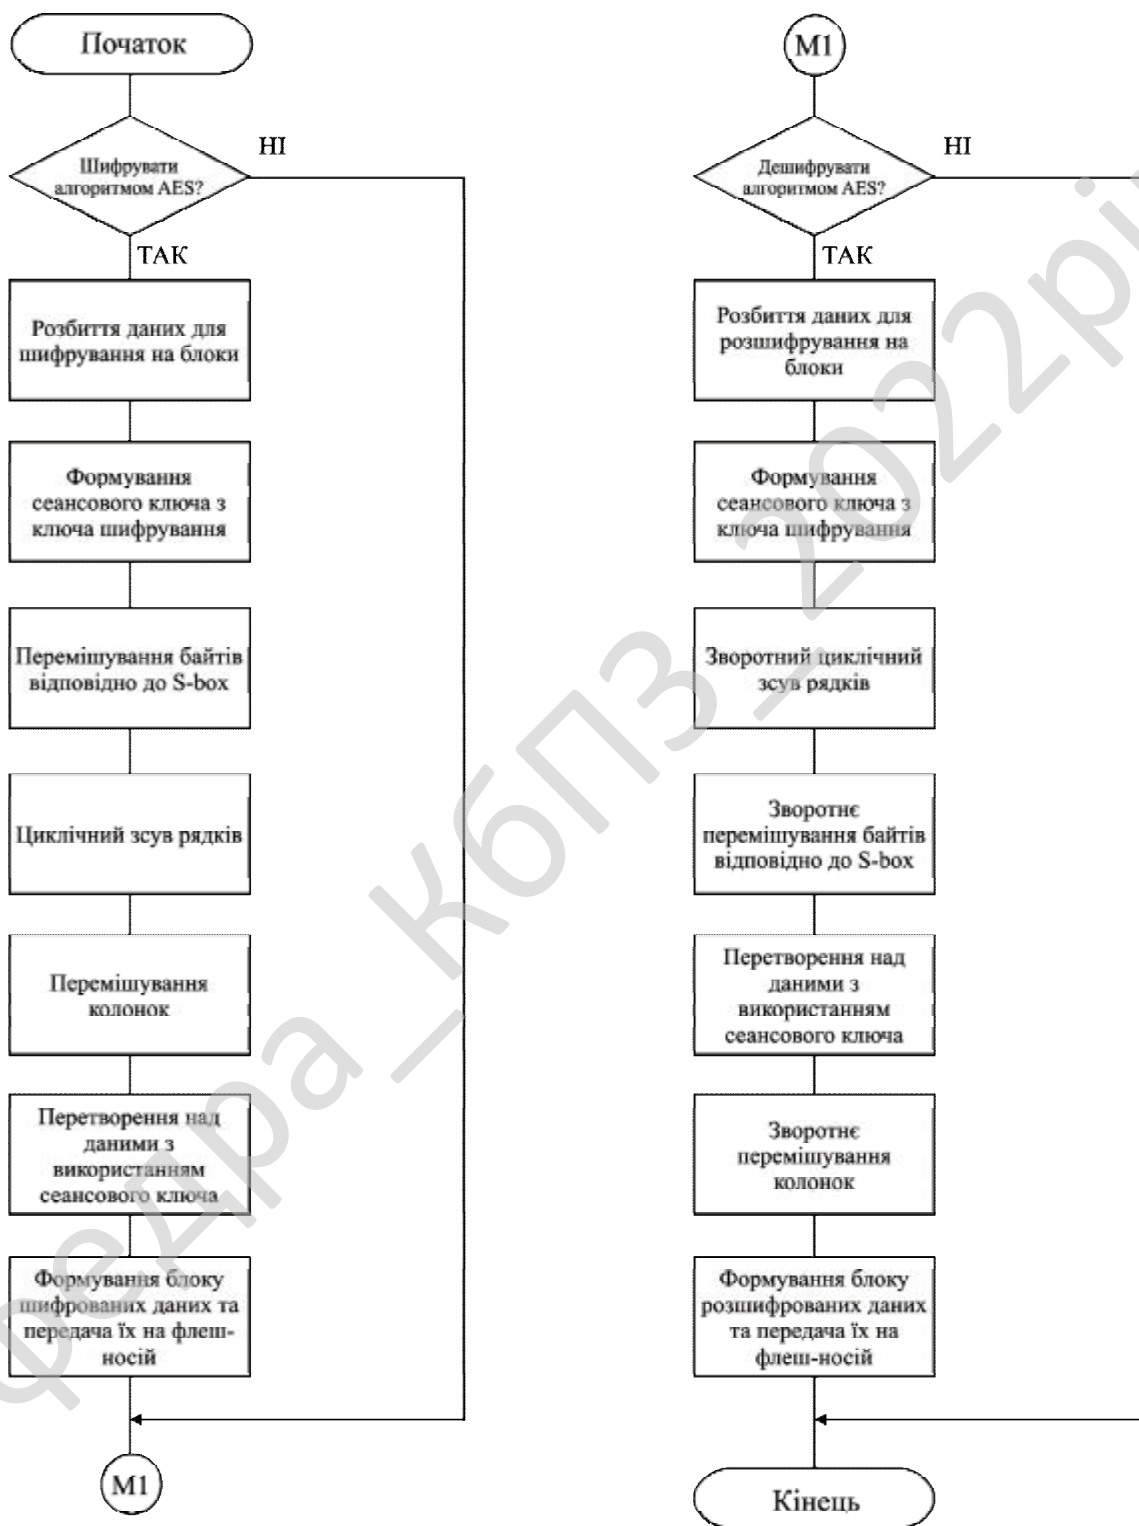 Початок
Шифрувати
алгоритмом AES?
НІ
ТАК
Розбиття даних для
шифрування на блоки
Формування
сеансового ключа з
ключа шифрування
Перемішування байтів
відповідно до S-box
Циклічний зсув рядків
Перемішування
колонок
Перетворення над
даними з
використанням
сеансового ключа
Формування блоку
шифрованих даних та
передача їх на флеш-
носій
М1
М1
Дешифрувати
алгоритмом AES?
НІ
ТАК
Розбиття даних для
розшифрування на
блоки
Формування
сеансового ключа з
ключа шифрування
Зворотний циклічний
зсув рядків
Зворотнє
перемішування байтів
відповідно до S-box
Перетворення над
даними з
використанням
сеансового ключа
Зворотнє
перемішування
колонок
Формування блоку
розшифрованих даних
та передача їх на
флеш-носій
Кінець
федра_КбПЗ_2022рі